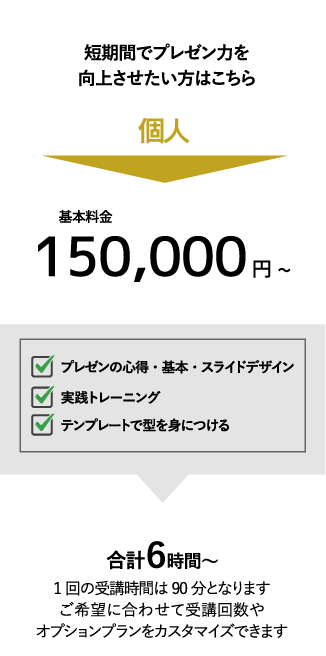 短期間でプレゼン力を
向上させたい方はこちら
個人
基本料金
150,000 円 ~
プレゼンの心得・基本・スライドデザイン
実践トレーニング
テンプレートで型を身につける
合計6時間~
1回の受講時間は90分となります
ご希望に合わせて受講回数や
オプションプランをカスタマイズできます